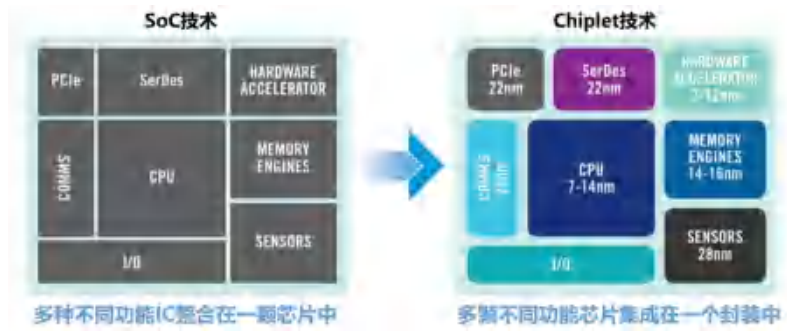 SoC技术
PCIe
SerDes
HARDWARE
ACCELERATOR
COMMS
CPU
MEMORY
ENGINES
SENSORS
I/O
多种不同功能IC整合在一颗芯片中
Chiplet技术
PCIe
22nm
SerDes
22nm
HARDWARE
ACCELERATOR
7-12nm
COMMS
CPU
7-14nm
MEMORY
ENGINES
14-16nm
SENSORS
28nm
I/O
多颗不同功能芯片集成在一个封装中